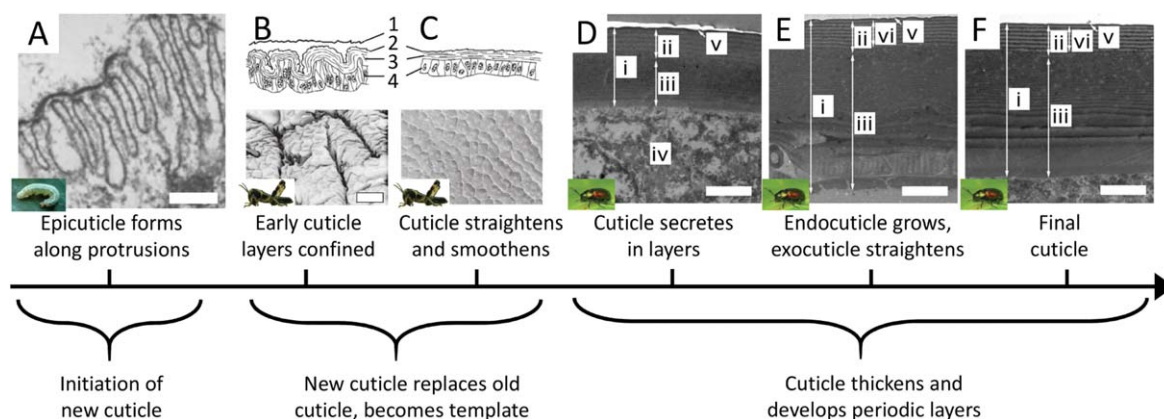 A
B
C
D
E
F
1
2
3
4
i
ii
iii
iv
v
i
ii
vi
v
iii
i
ii
vi
v
iii
Epicuticle forms
along protrusions
Early cuticle
layers confined
Cuticle straightens
and smoothens
Cuticle secretes
in layers
Endocuticle grows,
exocuticle straightens
Final
cuticle
Initiation of
new cuticle
New cuticle replaces old
cuticle, becomes template
Cuticle thickens and
develops periodic layers